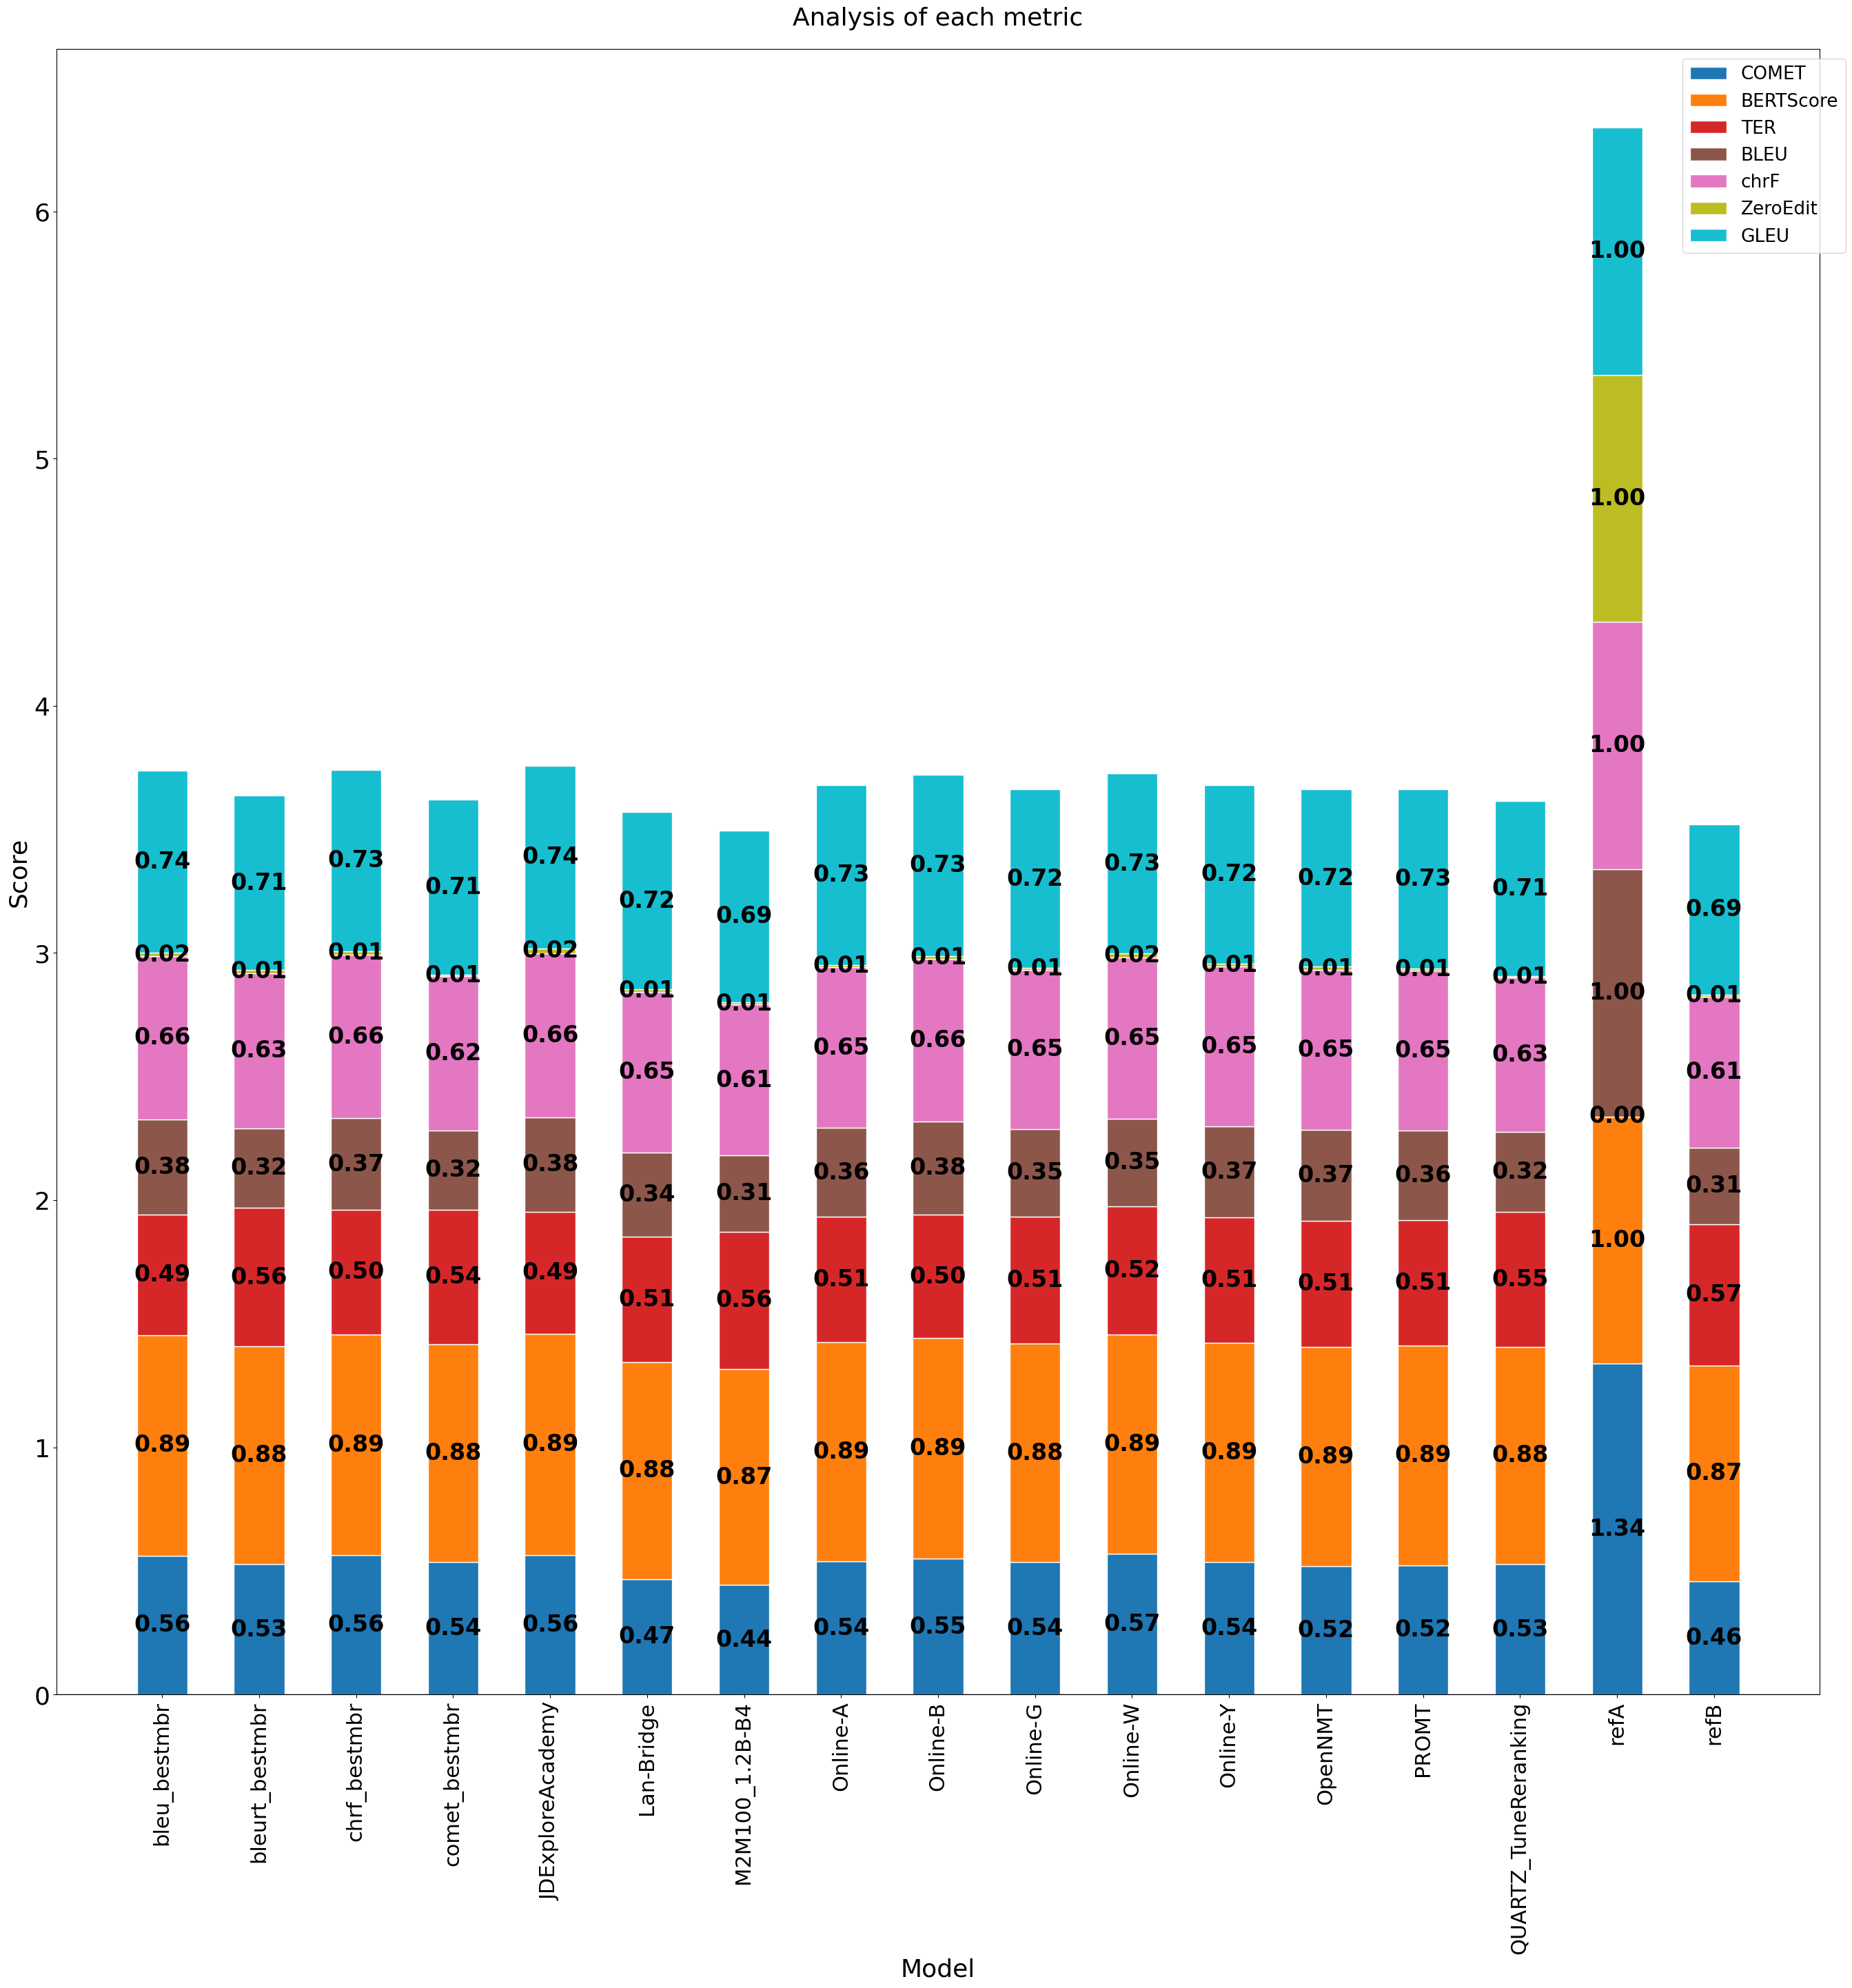 Analysis of each metric
COMET
BERTScore
TER
BLEU
chrF
ZeroEdit
GLEU
Score
6
5
4
3
2
1
0
0.74 0.71 0.73 0.71 0.74 0.72 0.69 0.73 0.73 0.72 0.73 0.72 0.72 0.73 0.71 1.00 0.69
0.02 0.01 0.01 0.01 0.02 0.01 0.01 0.01 0.01 0.01 0.02 0.01 0.01 0.01 0.01 1.00 0.01
0.66 0.63 0.66 0.62 0.66 0.65 0.61 0.65 0.66 0.65 0.65 0.65 0.65 0.65 0.63 1.00 0.61
0.38 0.32 0.37 0.32 0.38 0.34 0.31 0.36 0.38 0.35 0.35 0.37 0.37 0.36 0.32 1.00 0.31
0.49 0.56 0.50 0.54 0.49 0.51 0.56 0.51 0.50 0.51 0.52 0.51 0.51 0.51 0.55 0.00 0.57
0.89 0.88 0.89 0.88 0.89 0.88 0.87 0.89 0.89 0.88 0.89 0.89 0.89 0.89 0.88 1.00 0.87
0.56 0.53 0.56 0.54 0.56 0.47 0.44 0.54 0.55 0.54 0.57 0.54 0.52 0.52 0.53 1.34 0.46
bleu_bestmbr
bleurt_bestmbr
chrf_bestmbr
comet_bestmbr
JDExploreAcademy
Lan-Bridge
M2M100_1.2B-B4
Online-A
Online-B
Online-G
Online-W
Online-Y
OpenNMT
PROMT
QUARTZ_TuneReranking
refA
refB
Model